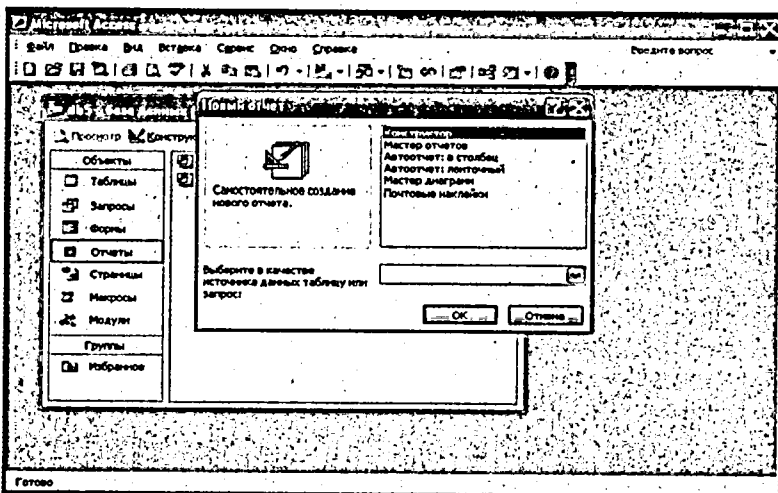 Microsoft Access
Файл Правка Вид Вставка Сервис Окно Справка
Введите вопрос
Новый отчет
Просмотр Конструк
Объекты
Таблицы
Запросы
Формы
Отчеты
Страницы
Макросы
Модули
Группы
Избранное
Самостоятельное создание
нового отчета.
Конструктор
Мастер отчетов
Автоотчет: в столбец
Автоотчет: ленточный
Мастер диаграмм
Почтовые наклейки
Выберите в качестве
источника данных таблицу или
запрос:
ОК
Отмена
Готово